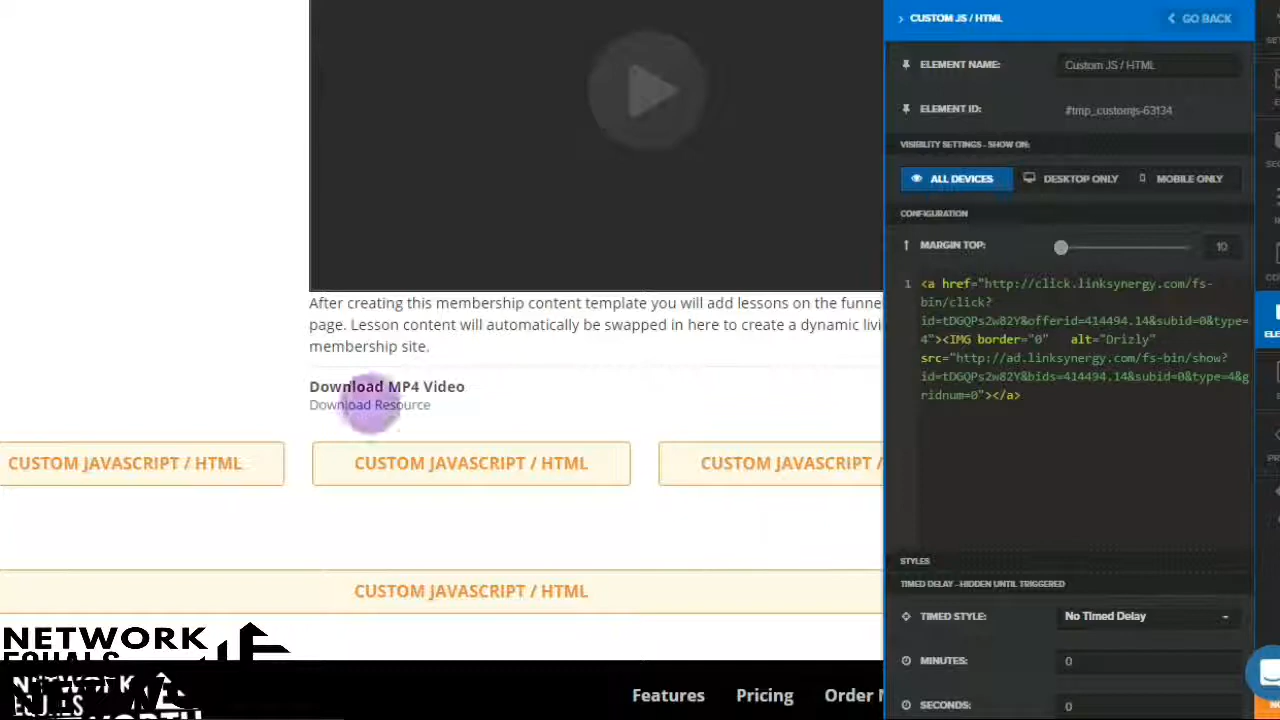 CUSTOM JS / HTML
GO BACK
ELEMENT NAME:
Custom JS / HTML
ELEMENT ID:
#tmp_customjs-63134
VISIBILITY SETTINGS - SHOW ON:
ALL DEVICES
DESKTOP ONLY
MOBILE ONLY
CONFIGURATION
MARGIN TOP:
10
1
<a href="http://click.linksynergy.com/fs-
bin/click?
id=tDGQPs2w82Y&offerid=414494.14&subid=0&type=
4"><IMG border="0"   alt="Drizly"
src="http://ad.linksynergy.com/fs-bin/show?
id=tDGQPs2w82Y&bids=414494.14&subid=0&type=4&g
ridnum=0"></a>
STYLES
TIMED DELAY - HIDDEN UNTIL TRIGGERED
TIMED STYLE:
No Timed Delay
MINUTES:
0
SECONDS:
0
After creating this membership content template you will add lessons on the funne
page. Lesson content will automatically be swapped in here to create a dynamic livi
membership site.
Download MP4 Video
Download Resource
CUSTOM JAVASCRIPT / HTML
CUSTOM JAVASCRIPT / HTML
CUSTOM JAVASCRIPT /
CUSTOM JAVASCRIPT / HTML
NETWORK
EQUALS
Features
Pricing
Order